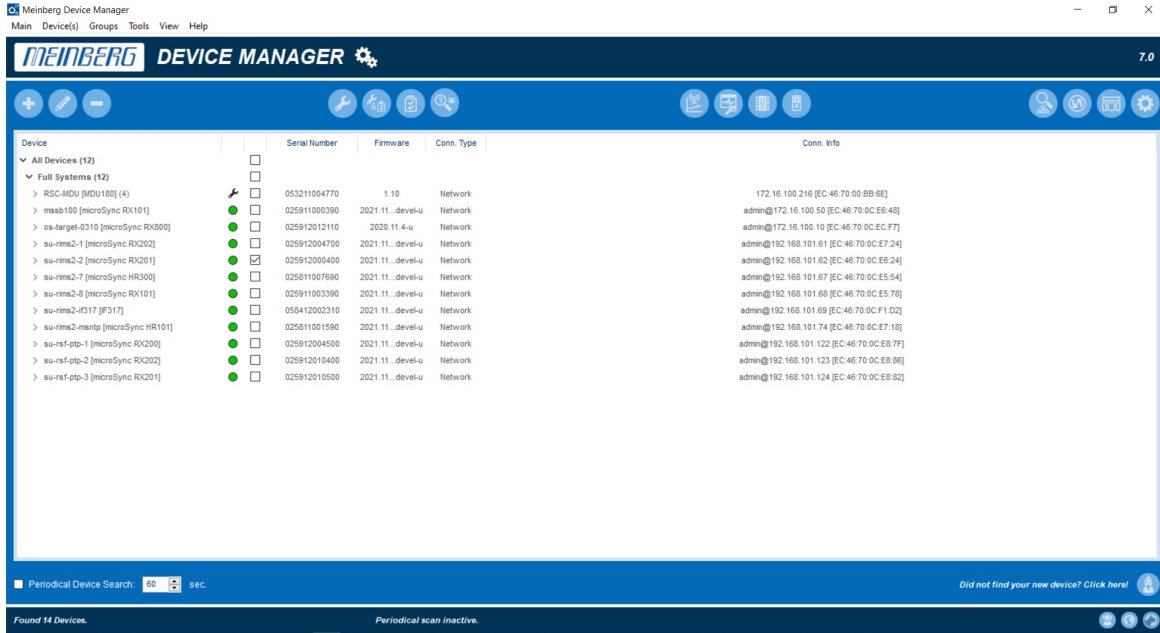 Meinberg Device Manager
Main Device(s) Groups Tools View Help
MEINBERG DEVICE MANAGER 7.0
Device Serial Number Firmware Conn. Type Conn. Info
All Devices (12)
Full Systems (12)
RSC-MDU [MDU180] (4) 053211004770 1.10 Network 172.16.100.216 [EC:46:70:00:BB:6E]
mssb100 [microSync RX101] 025911000390 2021.11...devel-u Network admin@172.16.100.50 [EC:46:70:0C:E6:48]
os-target-0310 [microSync RX800] 025912012110 2020.11.4-u Network admin@172.16.100.10 [EC:46:70:0C:EC:F7]
su-rims2-1 [microSync RX202] 025912004700 2021.11...devel-u Network admin@192.168.101.61 [EC:46:70:0C:E7:24]
su-rims2-2 [microSync RX201] 025912000400 2021.11...devel-u Network admin@192.168.101.62 [EC:46:70:0C:E6:24]
su-rims2-7 [microSync HR300] 025811007690 2021.11...devel-u Network admin@192.168.101.67 [EC:46:70:0C:E5:54]
su-rims2-8 [microSync RX101] 025911003390 2021.11...devel-u Network admin@192.168.101.68 [EC:46:70:0C:E5:78]
su-rims2-if317 [IF317] 058412002310 2021.11...devel-u Network admin@192.168.101.69 [EC:46:70:0C:F1:D2]
su-rims2-msntp [microSync HR101] 025811001590 2021.11...devel-u Network admin@192.168.101.74 [EC:46:70:0C:E7:18]
su-rsf-ptp-1 [microSync RX200] 025912004500 2021.11...devel-u Network admin@192.168.101.122 [EC:46:70:0C:E8:7F]
su-rsf-ptp-2 [microSync RX202] 025912010400 2021.11...devel-u Network admin@192.168.101.123 [EC:46:70:0C:E8:86]
su-rsf-ptp-3 [microSync RX201] 025912010500 2021.11...devel-u Network admin@192.168.101.124 [EC:46:70:0C:E8:82]
Periodical Device Search: 60 sec. Did not find your new device? Click here!
Found 14 Devices. Periodical scan inactive.